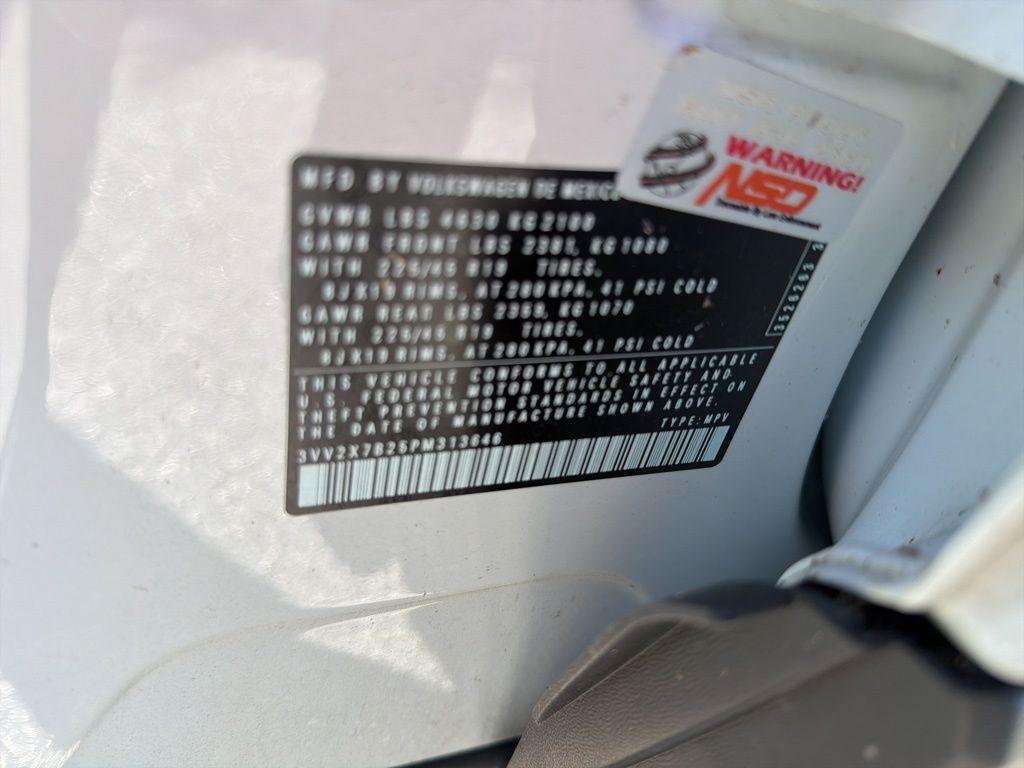 MFD BY VOLKSWAGEN DE MEXICO
GVWR LBS 4630 KG 2100
GAWR FRONT LBS 2381, KG 1080
WITH 225/45 R19 TIRES,
8JX19 RIMS, AT 280 KPA, 41 PSI COLD
GAWR REAR LBS KG 1070
WITH 225/45 R19 TIRES,
8JX19 RIMS, AT 280 KPA, 41 PSI COLD
THIS VEHICLE CONFORMS TO ALL APPLICABLE
U.S. FEDERAL MOTOR VEHICLE SAFETY AND
THEFT PREVENTION STANDARDS IN EFFECT ON
THE DATE OF MANUFACTURE SHOWN ABOVE.
TYPE: MPV
WARNING!
NSD